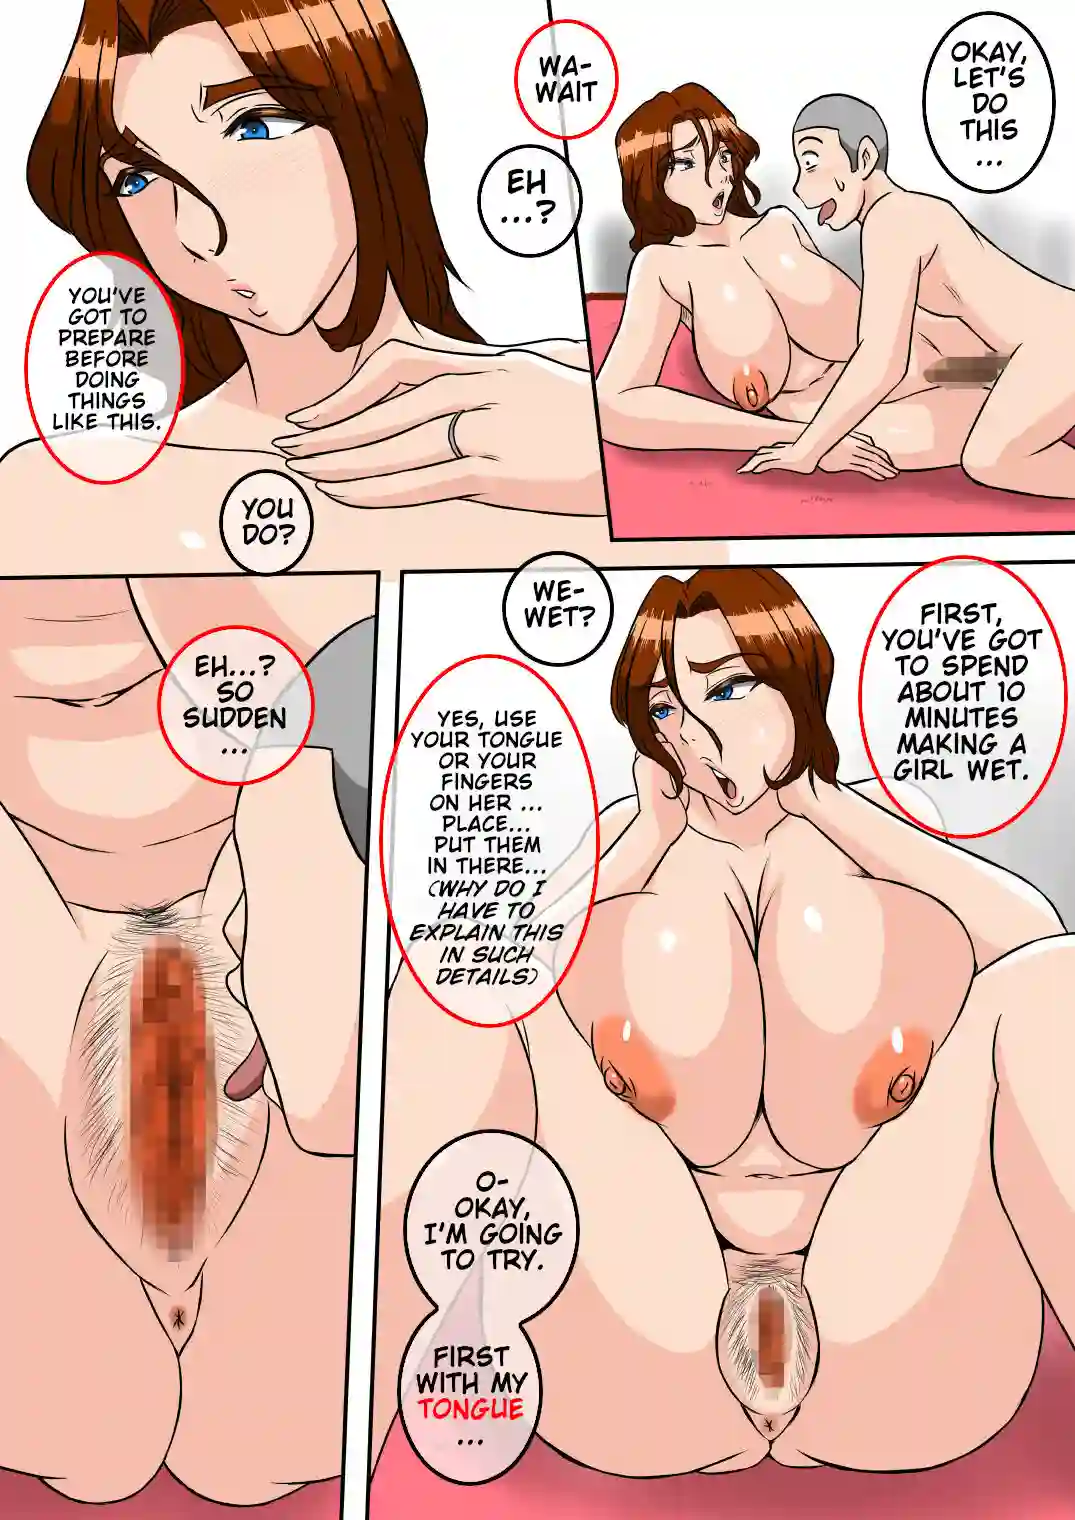 OKAY,
LET'S
DO
THIS
...
WA-
WAIT
EH
...?
YOU'VE
GOT TO
PREPARE
BEFORE
DOING
THINGS
LIKE THIS.
YOU
DO?
FIRST,
YOU'VE GOT
TO SPEND
ABOUT 10
MINUTES
MAKING A
GIRL WET.
WE-
WET?
YES, USE
YOUR TONGUE
OR YOUR
FINGERS
ON HER ...
PLACE...
PUT THEM
IN THERE...
(WHY DO I
HAVE TO
EXPLAIN THIS
IN SUCH
DETAILS)
O-
OKAY,
I'M GOING
TO TRY.
FIRST
WITH MY
TONGUE
...
EH...?
SO
SUDDEN
...